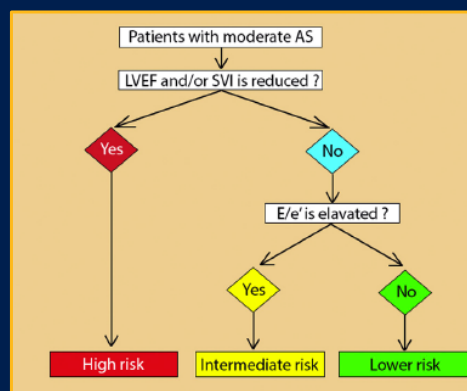 Patients with moderate AS
LVEF and/or SVI is reduced ?
Yes
No
E/e' is elavated ?
Yes
No
High risk
Intermediate risk
Lower risk